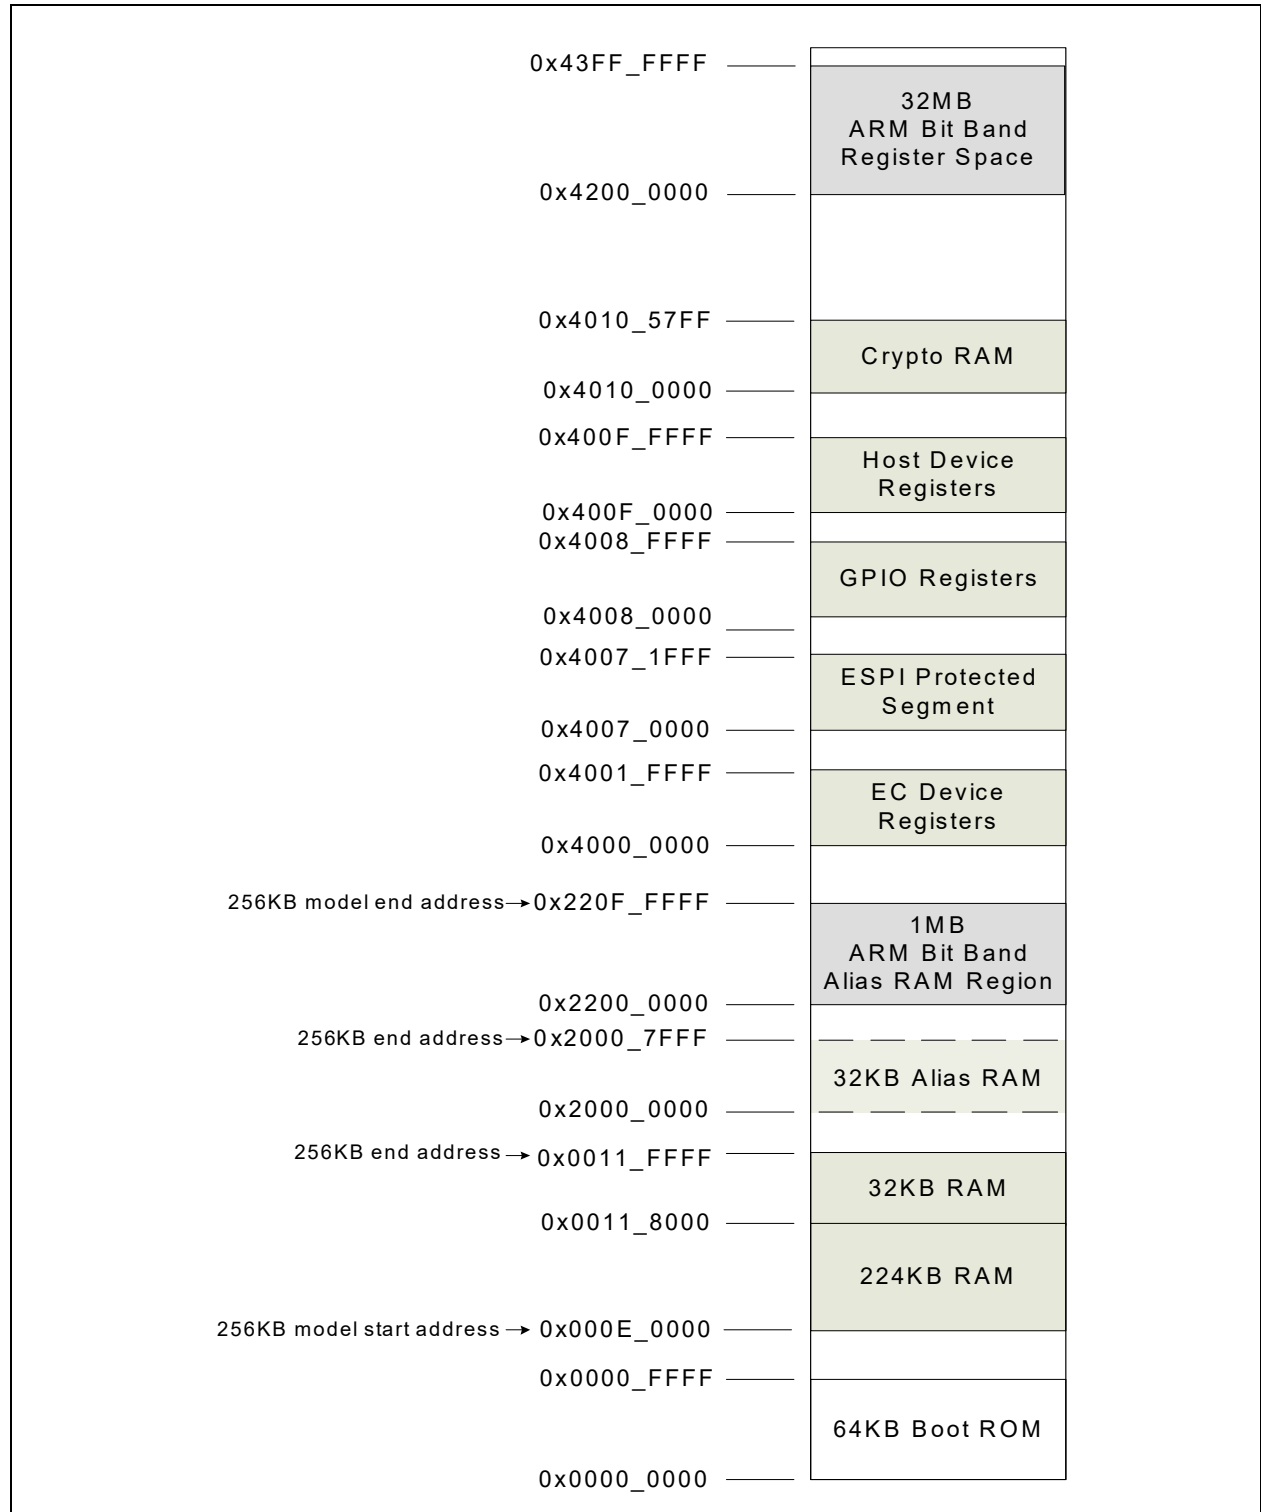 0x43FF_FFFF
32MB
ARM Bit Band
Register Space
0x4200_0000
0x4010_57FF
Crypto RAM
0x4010_0000
0x400F_FFFF
Host Device
Registers
0x400F_0000
0x4008_FFFF
GPIO Registers
0x4008_0000
0x4007_1FFF
ESPI Protected
Segment
0x4007_0000
0x4001_FFFF
EC Device
Registers
0x4000_0000
256KB model end address 0x220F_FFFF
1MB
ARM Bit Band
Alias RAM Region
0x2200_0000
256KB end address 0x2000_7FFF
32KB Alias RAM
0x2000_0000
256KB end address 0x0011_FFFF
32KB RAM
0x0011_8000
224KB RAM
256KB model start address 0x000E_0000
0x0000_FFFF
64KB Boot ROM
0x0000_0000